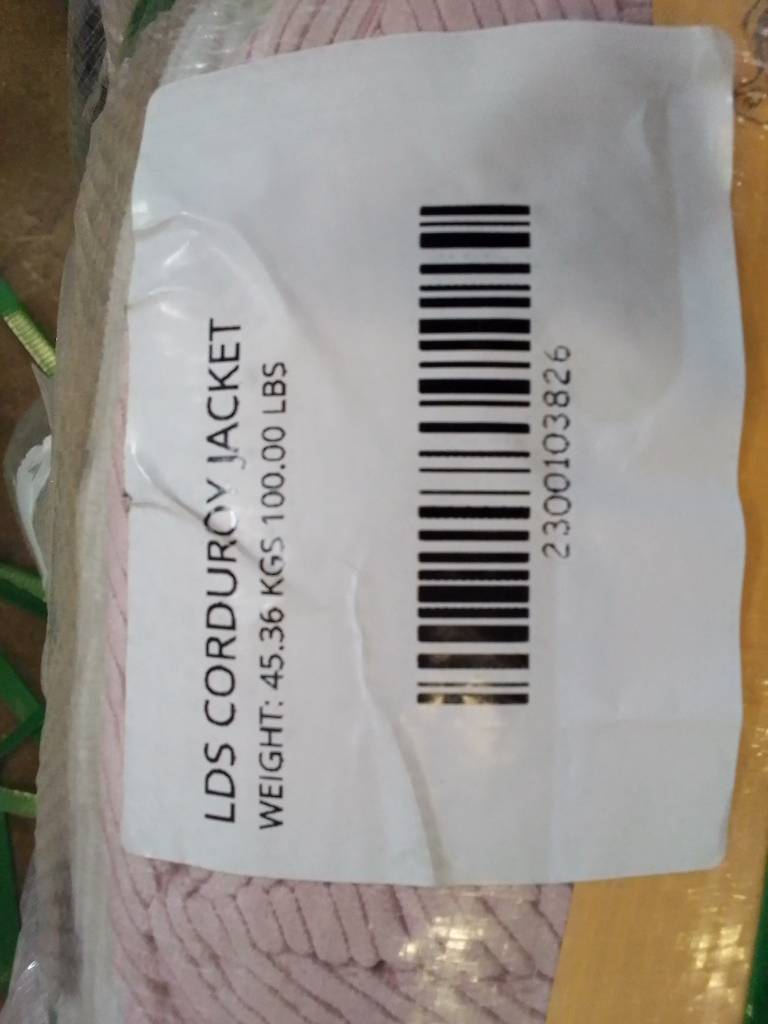 LDS CORDUROY JACKET
WEIGHT: 45.36 KGS 100.00 LBS
2300103826